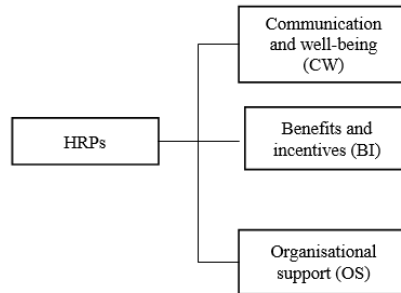 Communication
and well-being
(CW)
HRPs
Benefits and
incentives (BI)
Organisational
support (OS)